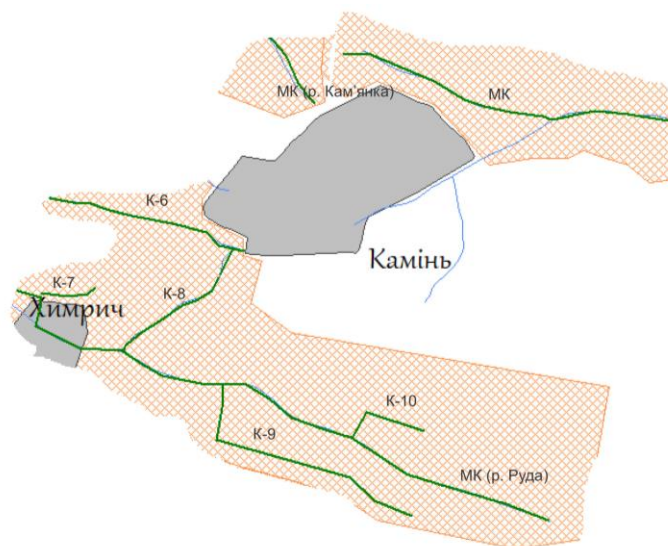 МК (р. Кам'янка)
МК
К-6
Камінь
К-7
К-8
Химрич
К-10
К-9
МК (р. Руда)